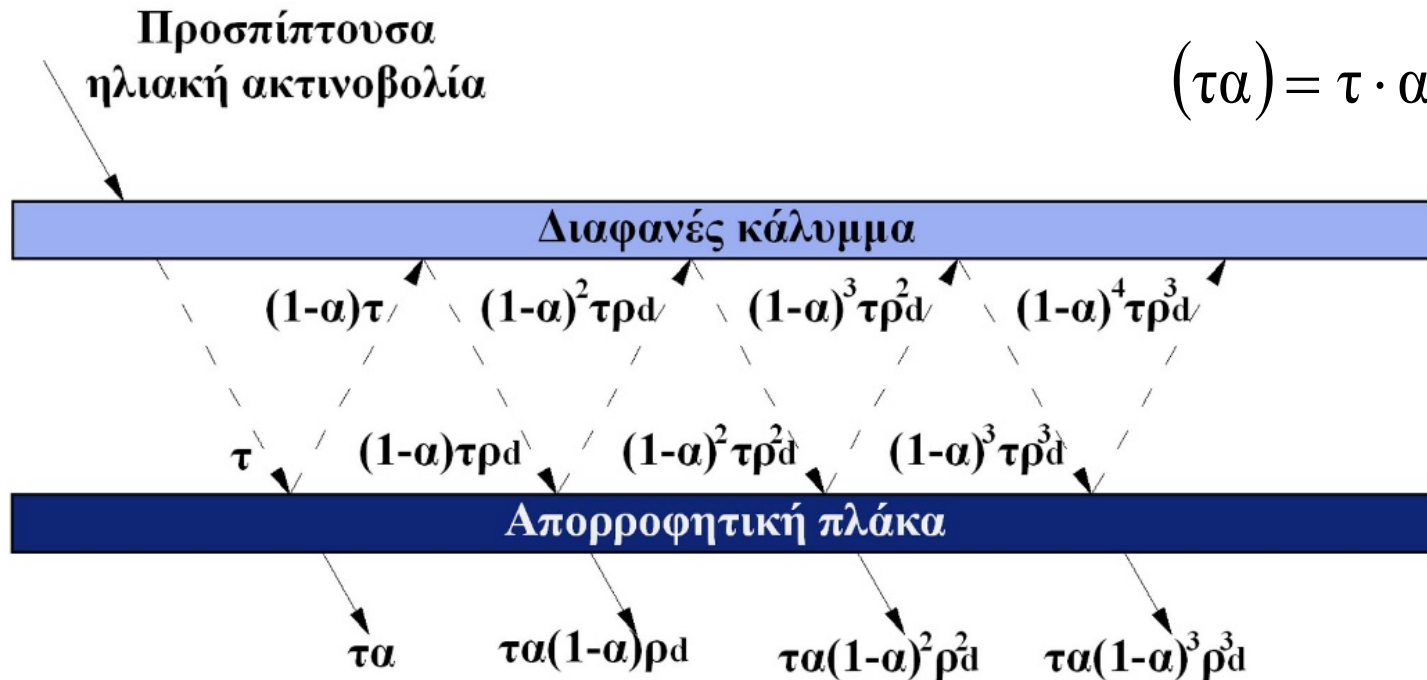 Προσπίπτουσα
ηλιακή ακτινοβολία
(τα) = τ · α
Διαφανές κάλυμμα
(1-α)τ (1-α)²τρd (1-α)³τρ²d (1-α)⁴τρ³d
τ (1-α)τρd (1-α)²τρ²d (1-α)³τρ³d
Απορροφητική πλάκα
τα τα(1-α)ρd τα(1-α)²ρ²d τα(1-α)³ρ³d